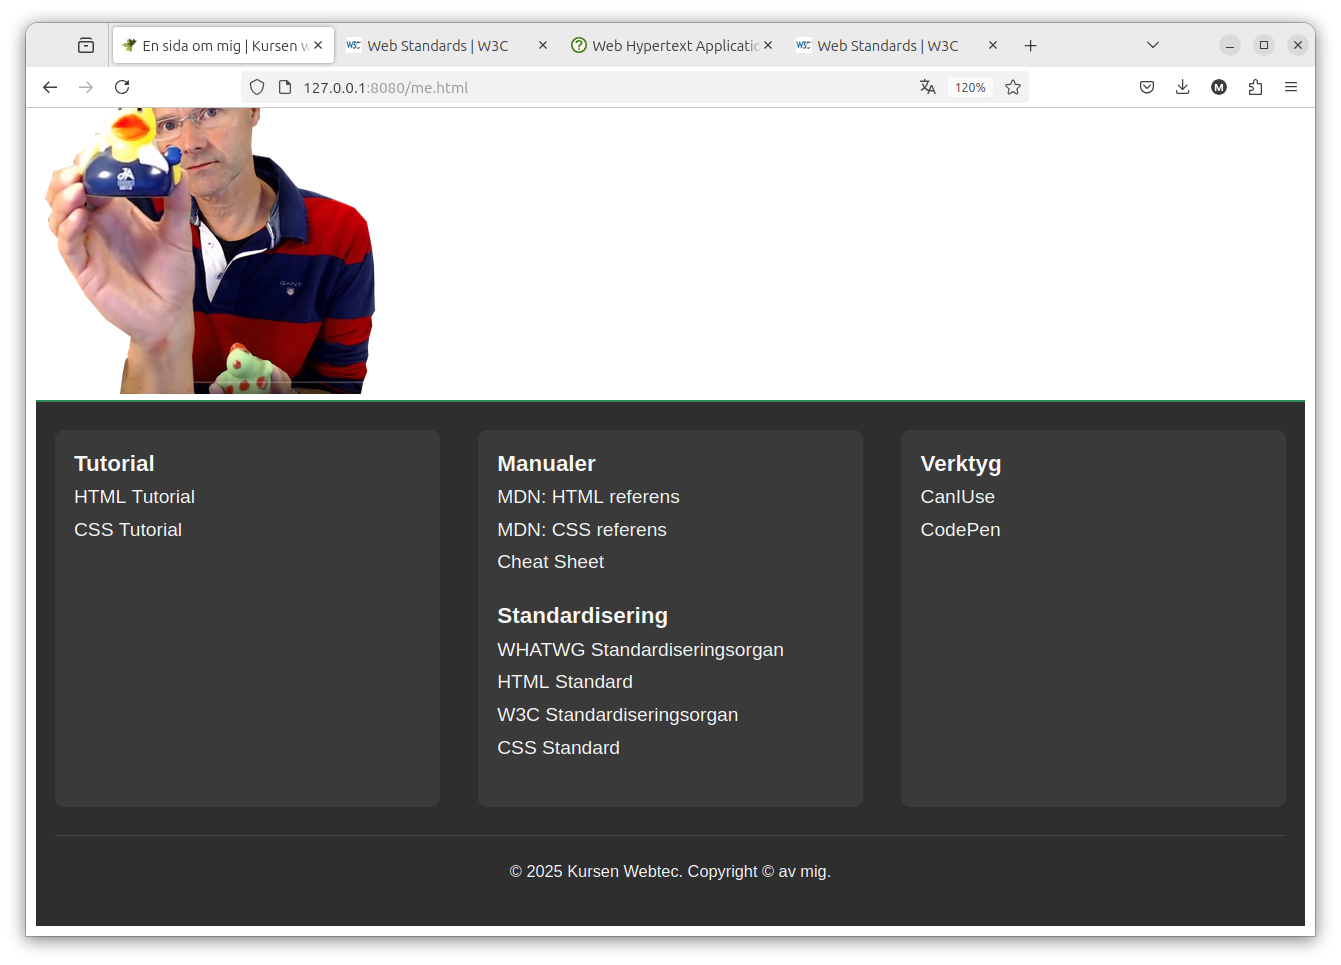 En sida om mig | Kursen w
Web Standards | W3C
Web Hypertext Applicatio
Web Standards | W3C
127.0.0.1:8080/me.html
120%
M
GANT
Tutorial
HTML Tutorial
CSS Tutorial
Manualer
MDN: HTML referens
MDN: CSS referens
Cheat Sheet
Standardisering
WHATWG Standardiseringsorgan
HTML Standard
W3C Standardiseringsorgan
CSS Standard
Verktyg
CanIUse
CodePen
© 2025 Kursen Webtec. Copyright © av mig.